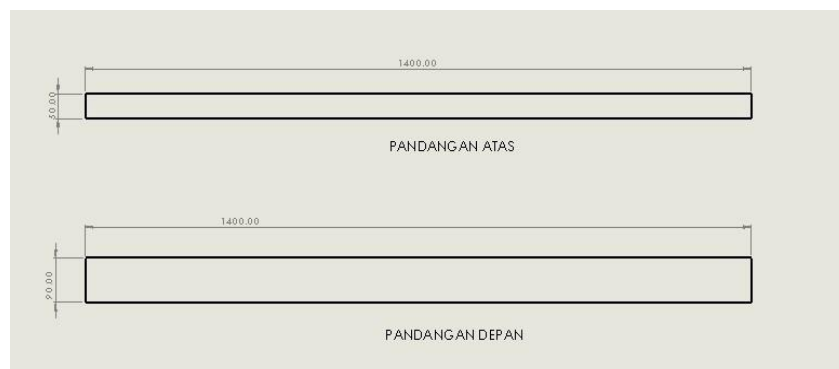 1400.00
50.00
PANDANGAN ATAS
1400.00
90.00
PANDANGAN DEPAN